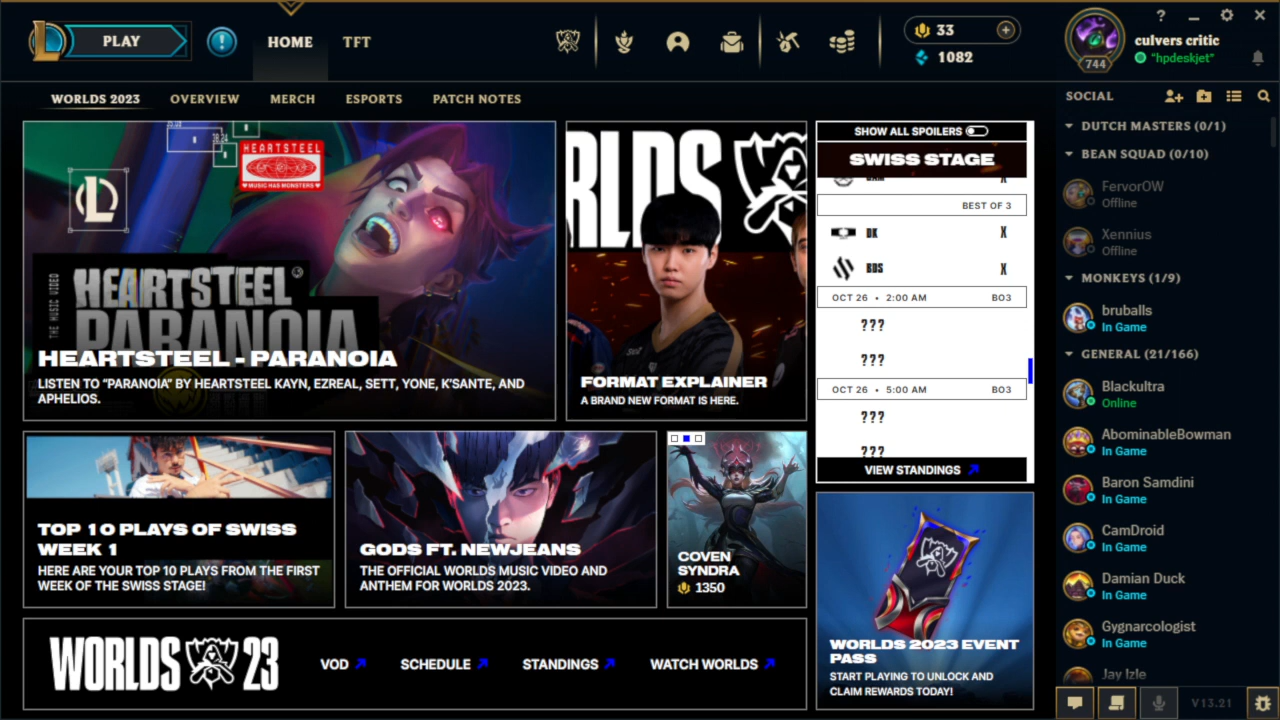 PLAY
HOME
TFT
33
1082
?
culvers critic
"hpdeskjet"
744
WORLDS 2023
OVERVIEW
MERCH
ESPORTS
PATCH NOTES
HEARTSTEEL
MUSIC HAS MONSTERS
THE MUSIC VIDEO
HEARTSTEEL
PARANOIA
HEARTSTEEL - PARANOIA
LISTEN TO "PARANOIA" BY HEARTSTEEL KAYN, EZREAL, SETT, YONE, K'SANTE, AND
APHELIOS.
RLDS
FORMAT EXPLAINER
A BRAND NEW FORMAT IS HERE.
SHOW ALL SPOILERS
SWISS STAGE
X
BEST OF 3
DK X
BDS X
OCT 26 • 2:00 AM BO3
???
???
OCT 26 • 5:00 AM BO3
???
???
VIEW STANDINGS
TOP 10 PLAYS OF SWISS
WEEK 1
HERE ARE YOUR TOP 10 PLAYS FROM THE FIRST
WEEK OF THE SWISS STAGE!
GODS FT. NEWJEANS
THE OFFICIAL WORLDS MUSIC VIDEO AND
ANTHEM FOR WORLDS 2023.
COVEN
SYNDRA
1350
WORLDS 2023 EVENT
PASS
START PLAYING TO UNLOCK AND
CLAIM REWARDS TODAY!
WORLDS 23
VOD
SCHEDULE
STANDINGS
WATCH WORLDS
SOCIAL
DUTCH MASTERS (0/1)
BEAN SQUAD (0/10)
FervorOW
Offline
Xennius
Offline
MONKEYS (1/9)
bruballs
In Game
GENERAL (21/166)
Blackultra
Online
AbominableBowman
In Game
Baron Samdini
In Game
CamDroid
In Game
Damian Duck
In Game
Gygnarcologist
In Game
Jay Izle
V13.21